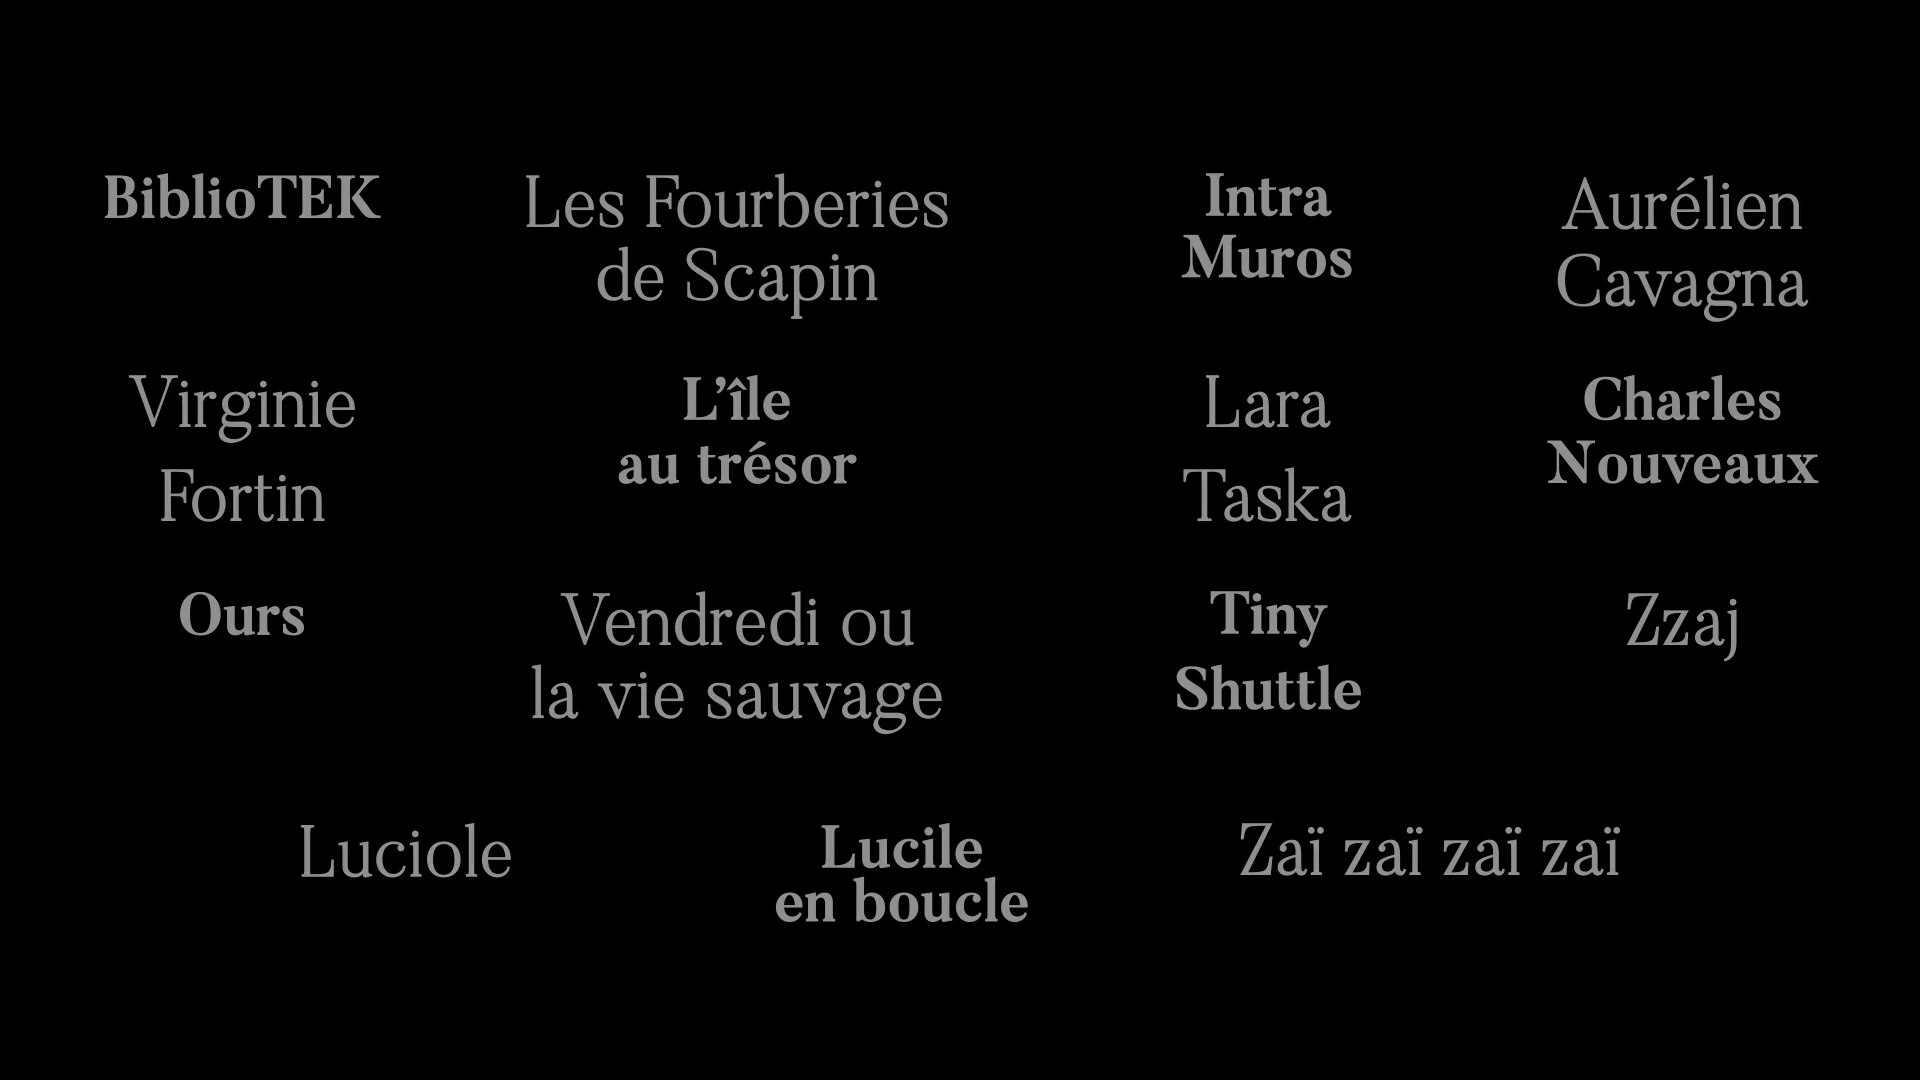 BiblioTEK
Les Fourberies
de Scapin
Intra
Muros
Aurélien
Cavagna
Virginie
Fortin
L’île
au trésor
Lara
Taska
Charles
Nouveaux
Ours
Vendredi ou
la vie sauvage
Tiny
Shuttle
Zzaj
Luciole
Lucile
en boucle
Zaï zaï zaï zaï